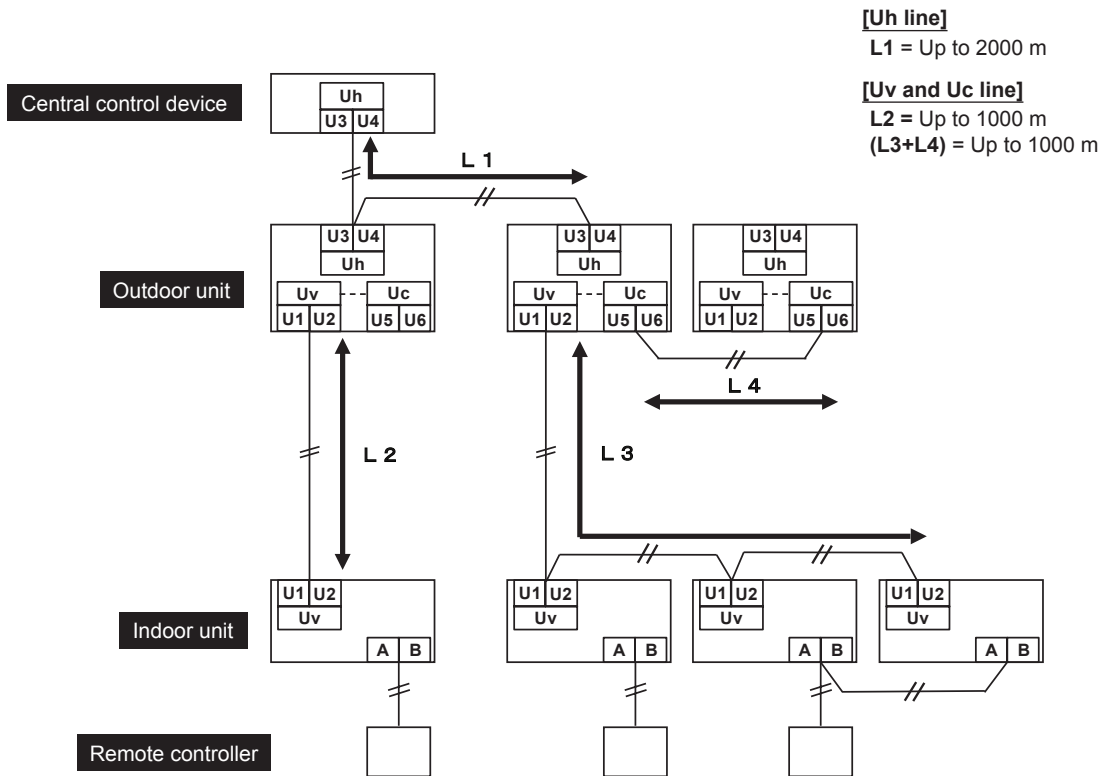 [Uh line]
L1 = Up to 2000 m
[Uv and Uc line]
L2 = Up to 1000 m
(L3+L4) = Up to 1000 m
Central control device
Uh
U3 U4
L 1
Outdoor unit
U3 U4
Uh
Uv Uc
U1 U2 U5 U6
U3 U4
Uh
Uv Uc
U1 U2 U5 U6
U3 U4
Uh
Uv Uc
U1 U2 U5 U6
L 4
L 2
L 3
Indoor unit
U1 U2
Uv
A B
U1 U2
Uv
A B
U1 U2
Uv
A B
U1 U2
Uv
A B
Remote controller